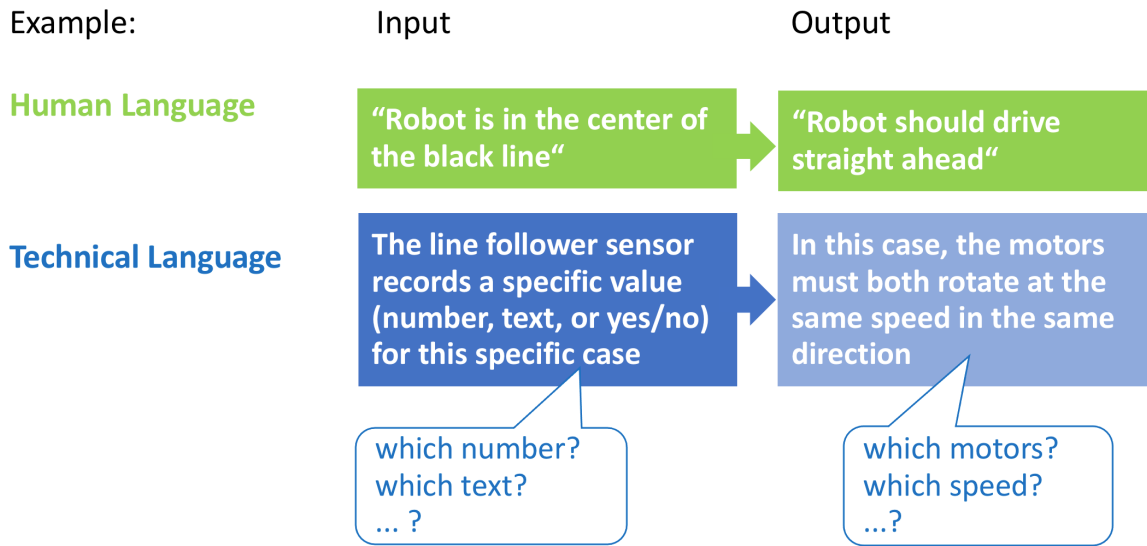 Example:
Input
Output
Human Language
“Robot is in the center of
the black line“
“Robot should drive
straight ahead“
Technical Language
The line follower sensor
records a specific value
(number, text, or yes/no)
for this specific case
In this case, the motors
must both rotate at the
same speed in the same
direction
which number?
which text?
... ?
which motors?
which speed?
...?